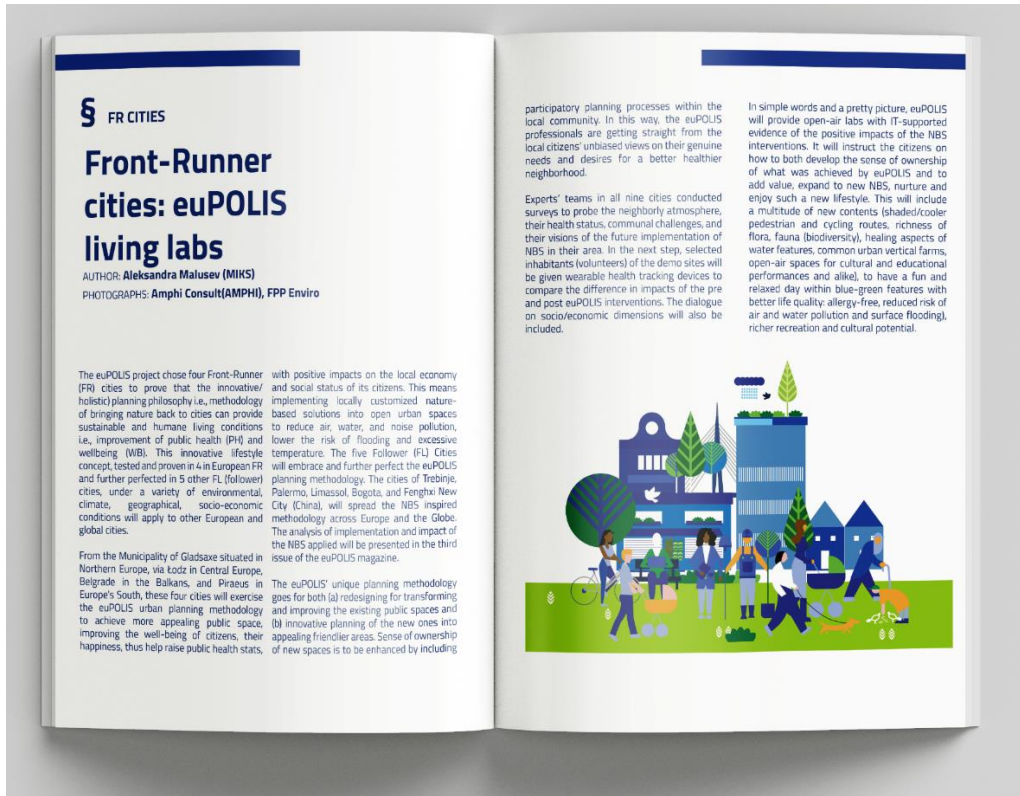 § FR CITIES
Front-Runner
cities: euPOLIS
living labs
AUTHOR: Aleksandra Malusev (MIKS)
PHOTOGRAPHS: Amphi Consult(AMPHI), FPP Enviro
The euPOLIS project chose four Front-Runner
(FR) cities to prove that the innovative/
holistic) planning philosophy i.e., methodology
of bringing nature back to cities can provide
sustainable and humane living conditions
i.e., improvement of public health (PH) and
wellbeing (WB). This innovative lifestyle
concept, tested and proven in 4 in European FR
and further perfected in 5 other FL (follower)
cities, under a variety of environmental,
climate, geographical, socio-economic
conditions will apply to other European and
global cities.
From the Municipality of Gladsaxe situated in
Northern Europe, via Łodz in Central Europe,
Belgrade in the Balkans, and Piraeus in
Europe's South, these four cities will exercise
the euPOLIS urban planning methodology
to achieve more appealing public space,
improving the well-being of citizens, their
happiness, thus help raise public health stats,
with positive impacts on the local economy
and social status of its citizens. This means
implementing locally customized nature-
based solutions into open urban spaces
to reduce air, water, and noise pollution,
lower the risk of flooding and excessive
temperature. The five Follower (FL) Cities
will embrace and further perfect the euPOLIS
planning methodology. The cities of Trebinje,
Palermo, Limassol, Bogota, and Fenghxi New
City (China), will spread the NBS inspired
methodology across Europe and the Globe.
The analysis of implementation and impact of
the NBS applied will be presented in the third
issue of the euPOLIS magazine.
The euPOLIS' unique planning methodology
goes for both (a) redesigning for transforming
and improving the existing public spaces and
(b) innovative planning of the new ones into
appealing friendlier areas. Sense of ownership
of new spaces is to be enhanced by including
participatory planning processes within the
local community. In this way, the euPOLIS
professionals are getting straight from the
local citizens' unbiased views on their genuine
needs and desires for a better healthier
neighborhood.
Experts' teams in all nine cities conducted
surveys to probe the neighborly atmosphere,
their health status, communal challenges, and
their visions of the future implementation of
NBS in their area. In the next step, selected
inhabitants (volunteers) of the demo sites will
be given wearable health tracking devices to
compare the difference in impacts of the pre
and post euPOLIS interventions. The dialogue
on socio/economic dimensions will also be
included.
In simple words and a pretty picture, euPOLIS
will provide open-air labs with IT-supported
evidence of the positive impacts of the NBS
interventions. It will instruct the citizens on
how to both develop the sense of ownership
of what was achieved by euPOLIS and to
add value, expand to new NBS, nurture and
enjoy such a new lifestyle. This will include
a multitude of new contents (shaded/cooler
pedestrian and cycling routes, richness of
flora, fauna (biodiversity), healing aspects of
water features, common urban vertical farms,
open-air spaces for cultural and educational
performances and alike), to have a fun and
relaxed day within blue-green features with
better life quality: allergy-free, reduced risk of
air and water pollution and surface flooding),
richer recreation and cultural potential.